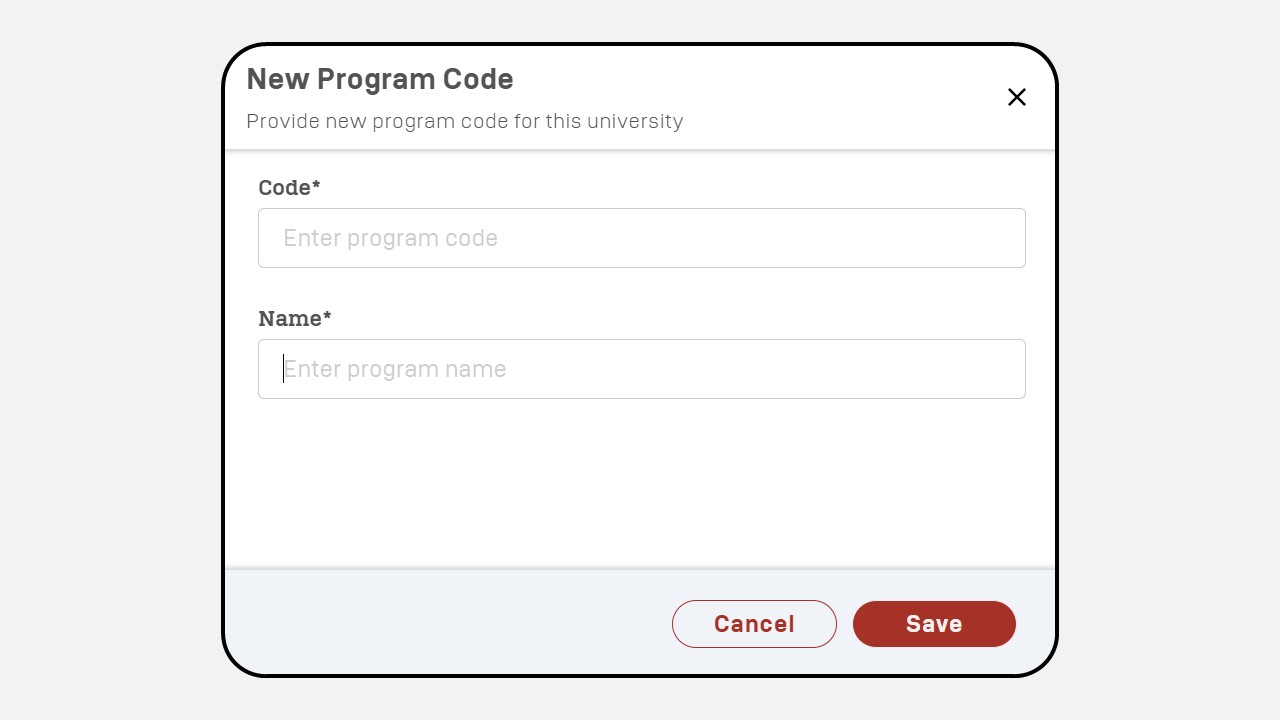 New Program Code
Provide new program code for this university
Code*
Enter program code
Name*
Enter program name
Cancel
Save